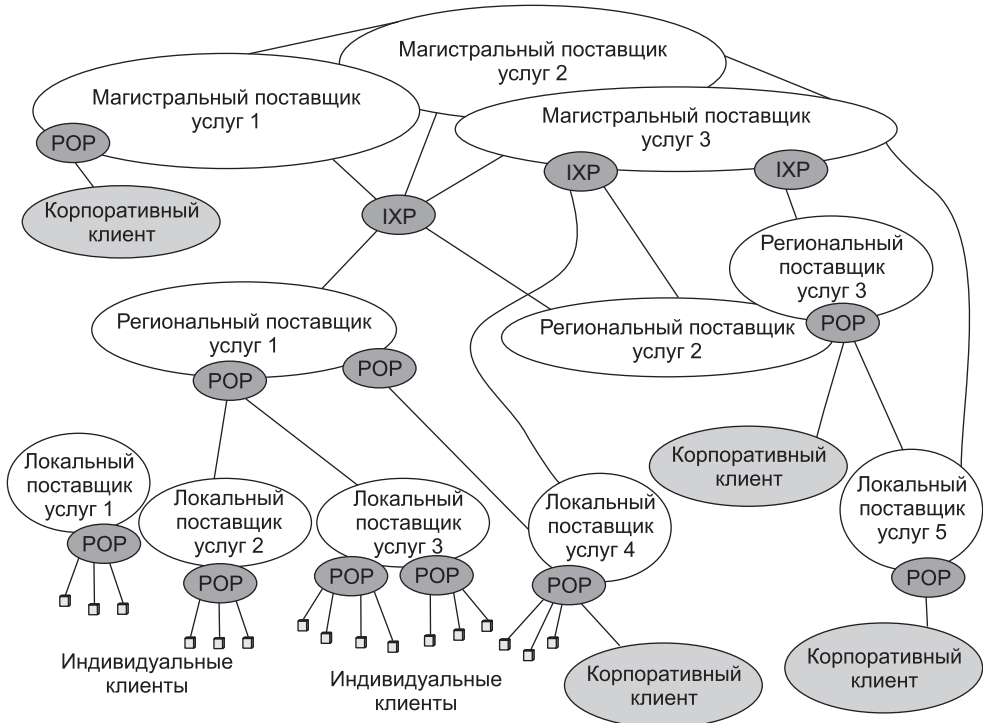 Магистральный поставщик
услуг 2
Магистральный поставщик
услуг 1
Магистральный поставщик
услуг 3
POP
IXP
IXP
Корпоративный
клиент
IXP
Региональный
поставщик
услуг 3
POP
Региональный поставщик
услуг 1
POP
POP
Региональный поставщик
услуг 2
Корпоративный
клиент
Локальный
поставщик
услуг 1
POP
Локальный
поставщик
услуг 2
POP
Локальный
поставщик
услуг 3
POP
POP
Локальный
поставщик
услуг 4
POP
Локальный
поставщик
услуг 5
POP
Индивидуальные
клиенты
Индивидуальные
клиенты
Корпоративный
клиент
Корпоративный
клиент